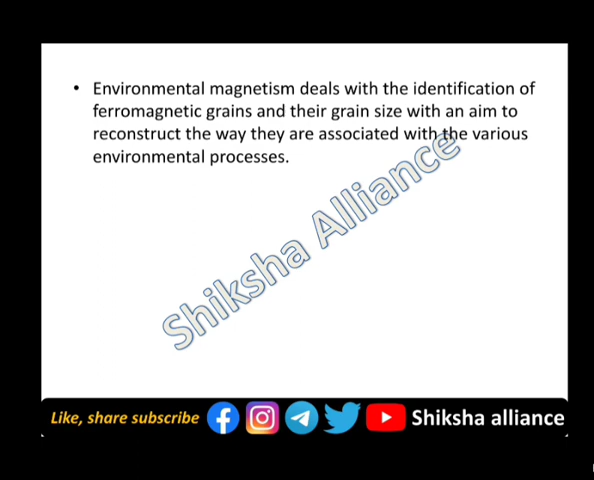 • Environmental magnetism deals with the identification of
ferromagnetic grains and their grain size with an aim to
reconstruct the way they are associated with the various
environmental processes.
Shiksha Alliance
Like, share subscribe Shiksha alliance